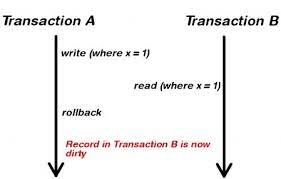 Transaction A
Transaction B
write (where x = 1)
read (where x = 1)
rollback
Record in Transaction B is now
dirty